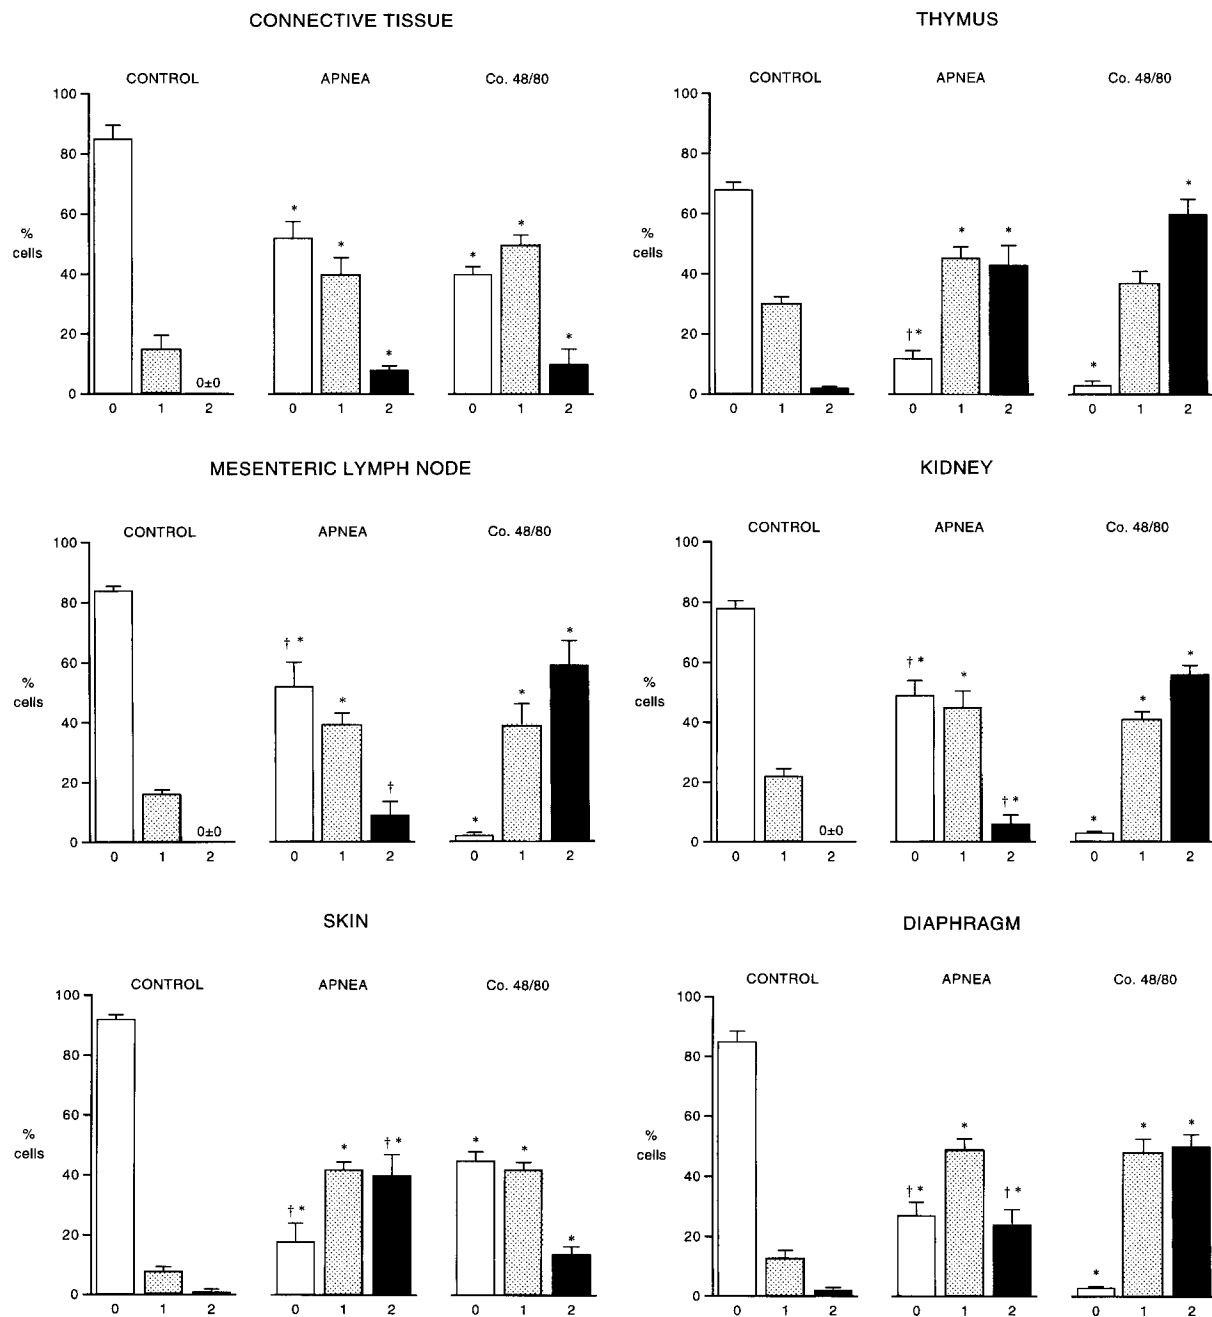 CONNECTIVE TISSUE
CONTROL APNEA Co. 48/80
100
80
60
40
20
0
%
cells
* * * * * *
0±0
0 1 2 0 1 2 0 1 2
THYMUS
CONTROL APNEA Co. 48/80
100
80
60
40
20
0
%
cells
† * * * * *
0 1 2 0 1 2 0 1 2
MESENTERIC LYMPH NODE
CONTROL APNEA Co. 48/80
100
80
60
40
20
0
%
cells
0±0
† * * † * * *
0 1 2 0 1 2 0 1 2
KIDNEY
CONTROL APNEA Co. 48/80
100
80
60
40
20
0
%
cells
0±0
† * * † * * * *
0 1 2 0 1 2 0 1 2
SKIN
CONTROL APNEA Co. 48/80
100
80
60
40
20
0
%
cells
† * * † * * * *
0 1 2 0 1 2 0 1 2
DIAPHRAGM
CONTROL APNEA Co. 48/80
100
80
60
40
20
0
%
cells
† * * † * * * *
0 1 2 0 1 2 0 1 2